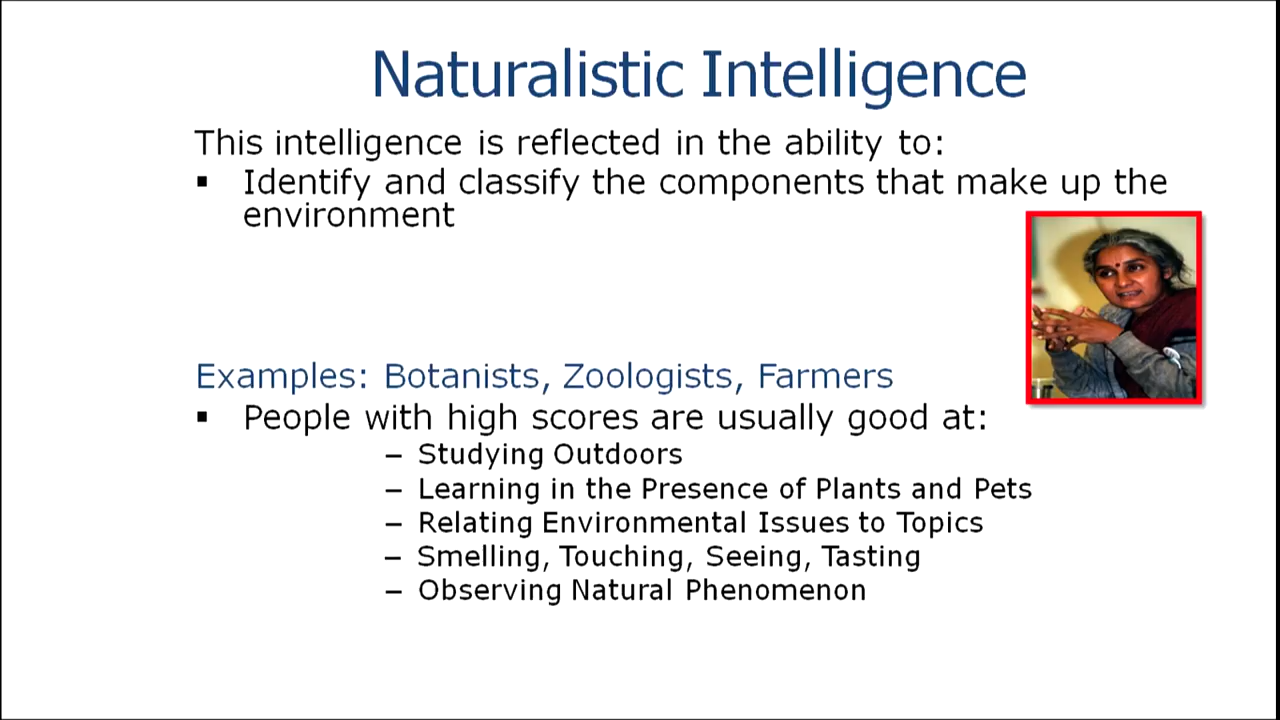 Naturalistic Intelligence
This intelligence is reflected in the ability to:
▪ Identify and classify the components that make up the
environment
Examples: Botanists, Zoologists, Farmers
▪ People with high scores are usually good at:
– Studying Outdoors
– Learning in the Presence of Plants and Pets
– Relating Environmental Issues to Topics
– Smelling, Touching, Seeing, Tasting
– Observing Natural Phenomenon